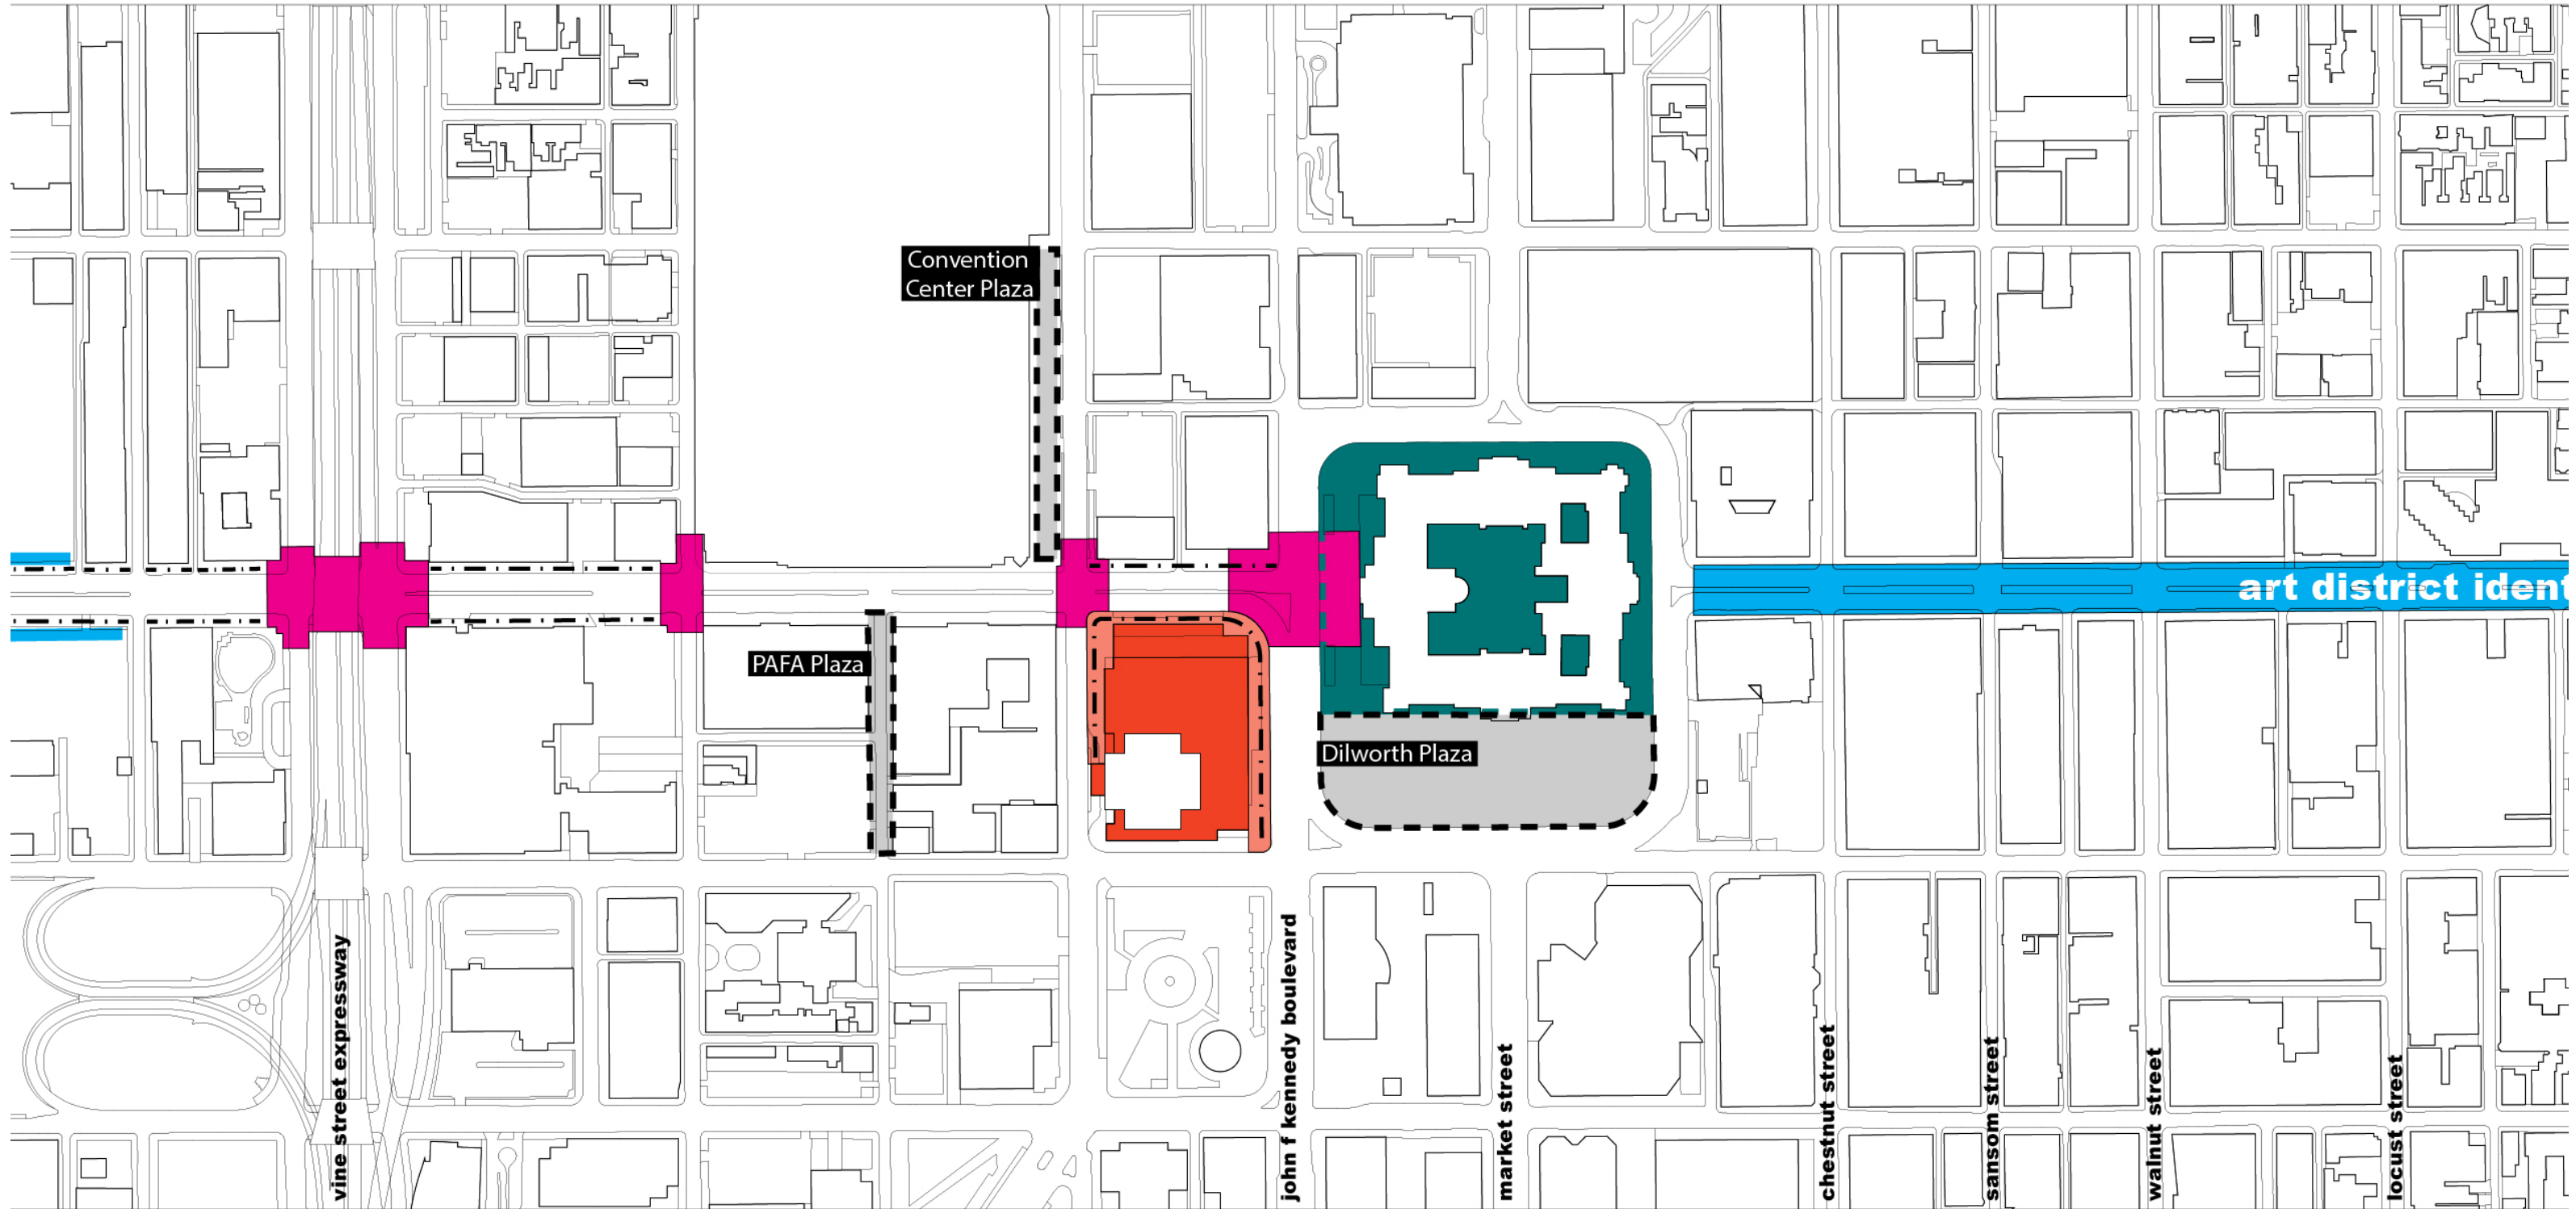 Convention
Center Plaza
art district ident
PAFA Plaza
Dilworth Plaza
vine street expressway
john f kennedy boulevard
market street
chestnut street
sansom street
walnut street
locust street